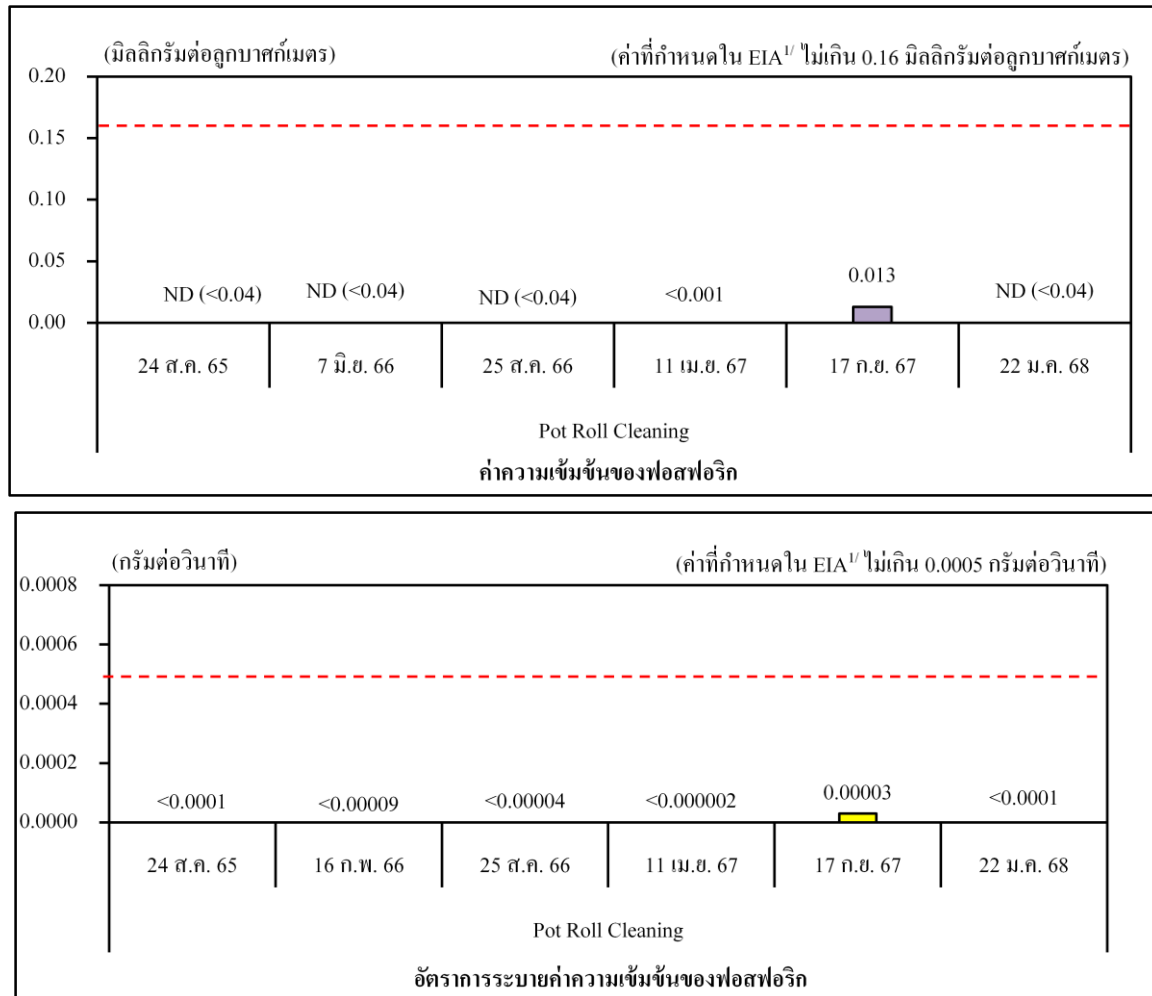 (มิลลิกรัมต่อลูกบาศก์เมตร) (ค่าที่กำหนดใน EIA1/ ไม่เกิน 0.16 มิลลิกรัมต่อลูกบาศก์เมตร)
0.20
0.15
0.10
0.05
0.00
ND (<0.04) ND (<0.04) ND (<0.04) <0.001 0.013 ND (<0.04)
24 ส.ค. 65 7 มิ.ย. 66 25 ส.ค. 66 11 เม.ย. 67 17 ก.ย. 67 22 ม.ค. 68
Pot Roll Cleaning
ค่าความเข้มข้นของฟอสฟอริก
(กรัมต่อวินาที) (ค่าที่กำหนดใน EIA1/ ไม่เกิน 0.0005 กรัมต่อวินาที)
0.0008
0.0006
0.0004
0.0002
0.0000
<0.0001 <0.00009 <0.00004 <0.000002 0.00003 <0.0001
24 ส.ค. 65 16 ก.พ. 66 25 ส.ค. 66 11 เม.ย. 67 17 ก.ย. 67 22 ม.ค. 68
Pot Roll Cleaning
อัตราการระบายค่าความเข้มข้นของฟอสฟอริก